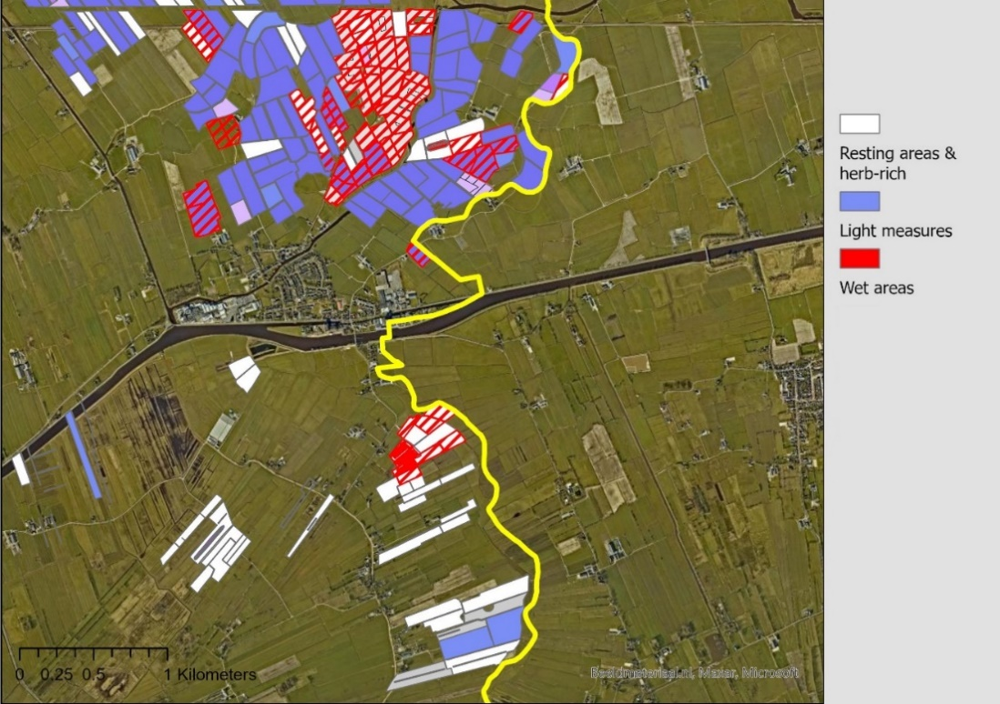 Resting areas &
herb-rich
Light measures
Wet areas
0 0.25 0.5 1 Kilometers
Beeldmateriaal.nl, Maxar, Microsoft